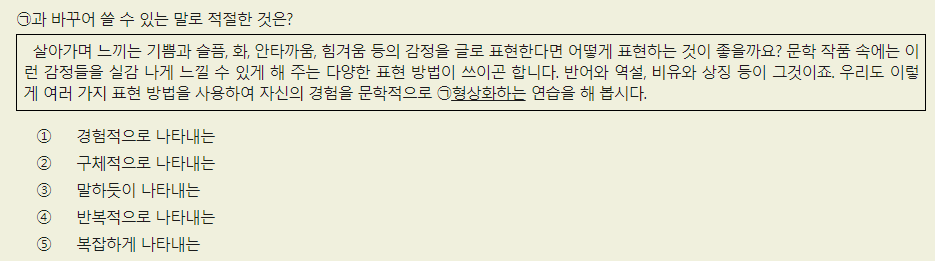 ㉠과 바꾸어 쓸 수 있는 말로 적절한 것은?
살아가며 느끼는 기쁨과 슬픔, 화, 안타까움, 힘겨움 등의 감정을 글로 표현한다면 어떻게 표현하는 것이 좋을까요? 문학 작품 속에는 이
런 감정들을 실감 나게 느낄 수 있게 해 주는 다양한 표현 방법이 쓰이곤 합니다. 반어와 역설, 비유와 상징 등이 그것이죠. 우리도 이렇
게 여러 가지 표현 방법을 사용하여 자신의 경험을 문학적으로 ㉠형상화하는 연습을 해 봅시다.
① 경험적으로 나타내는
② 구체적으로 나타내는
③ 말하듯이 나타내는
④ 반복적으로 나타내는
⑤ 복잡하게 나타내는